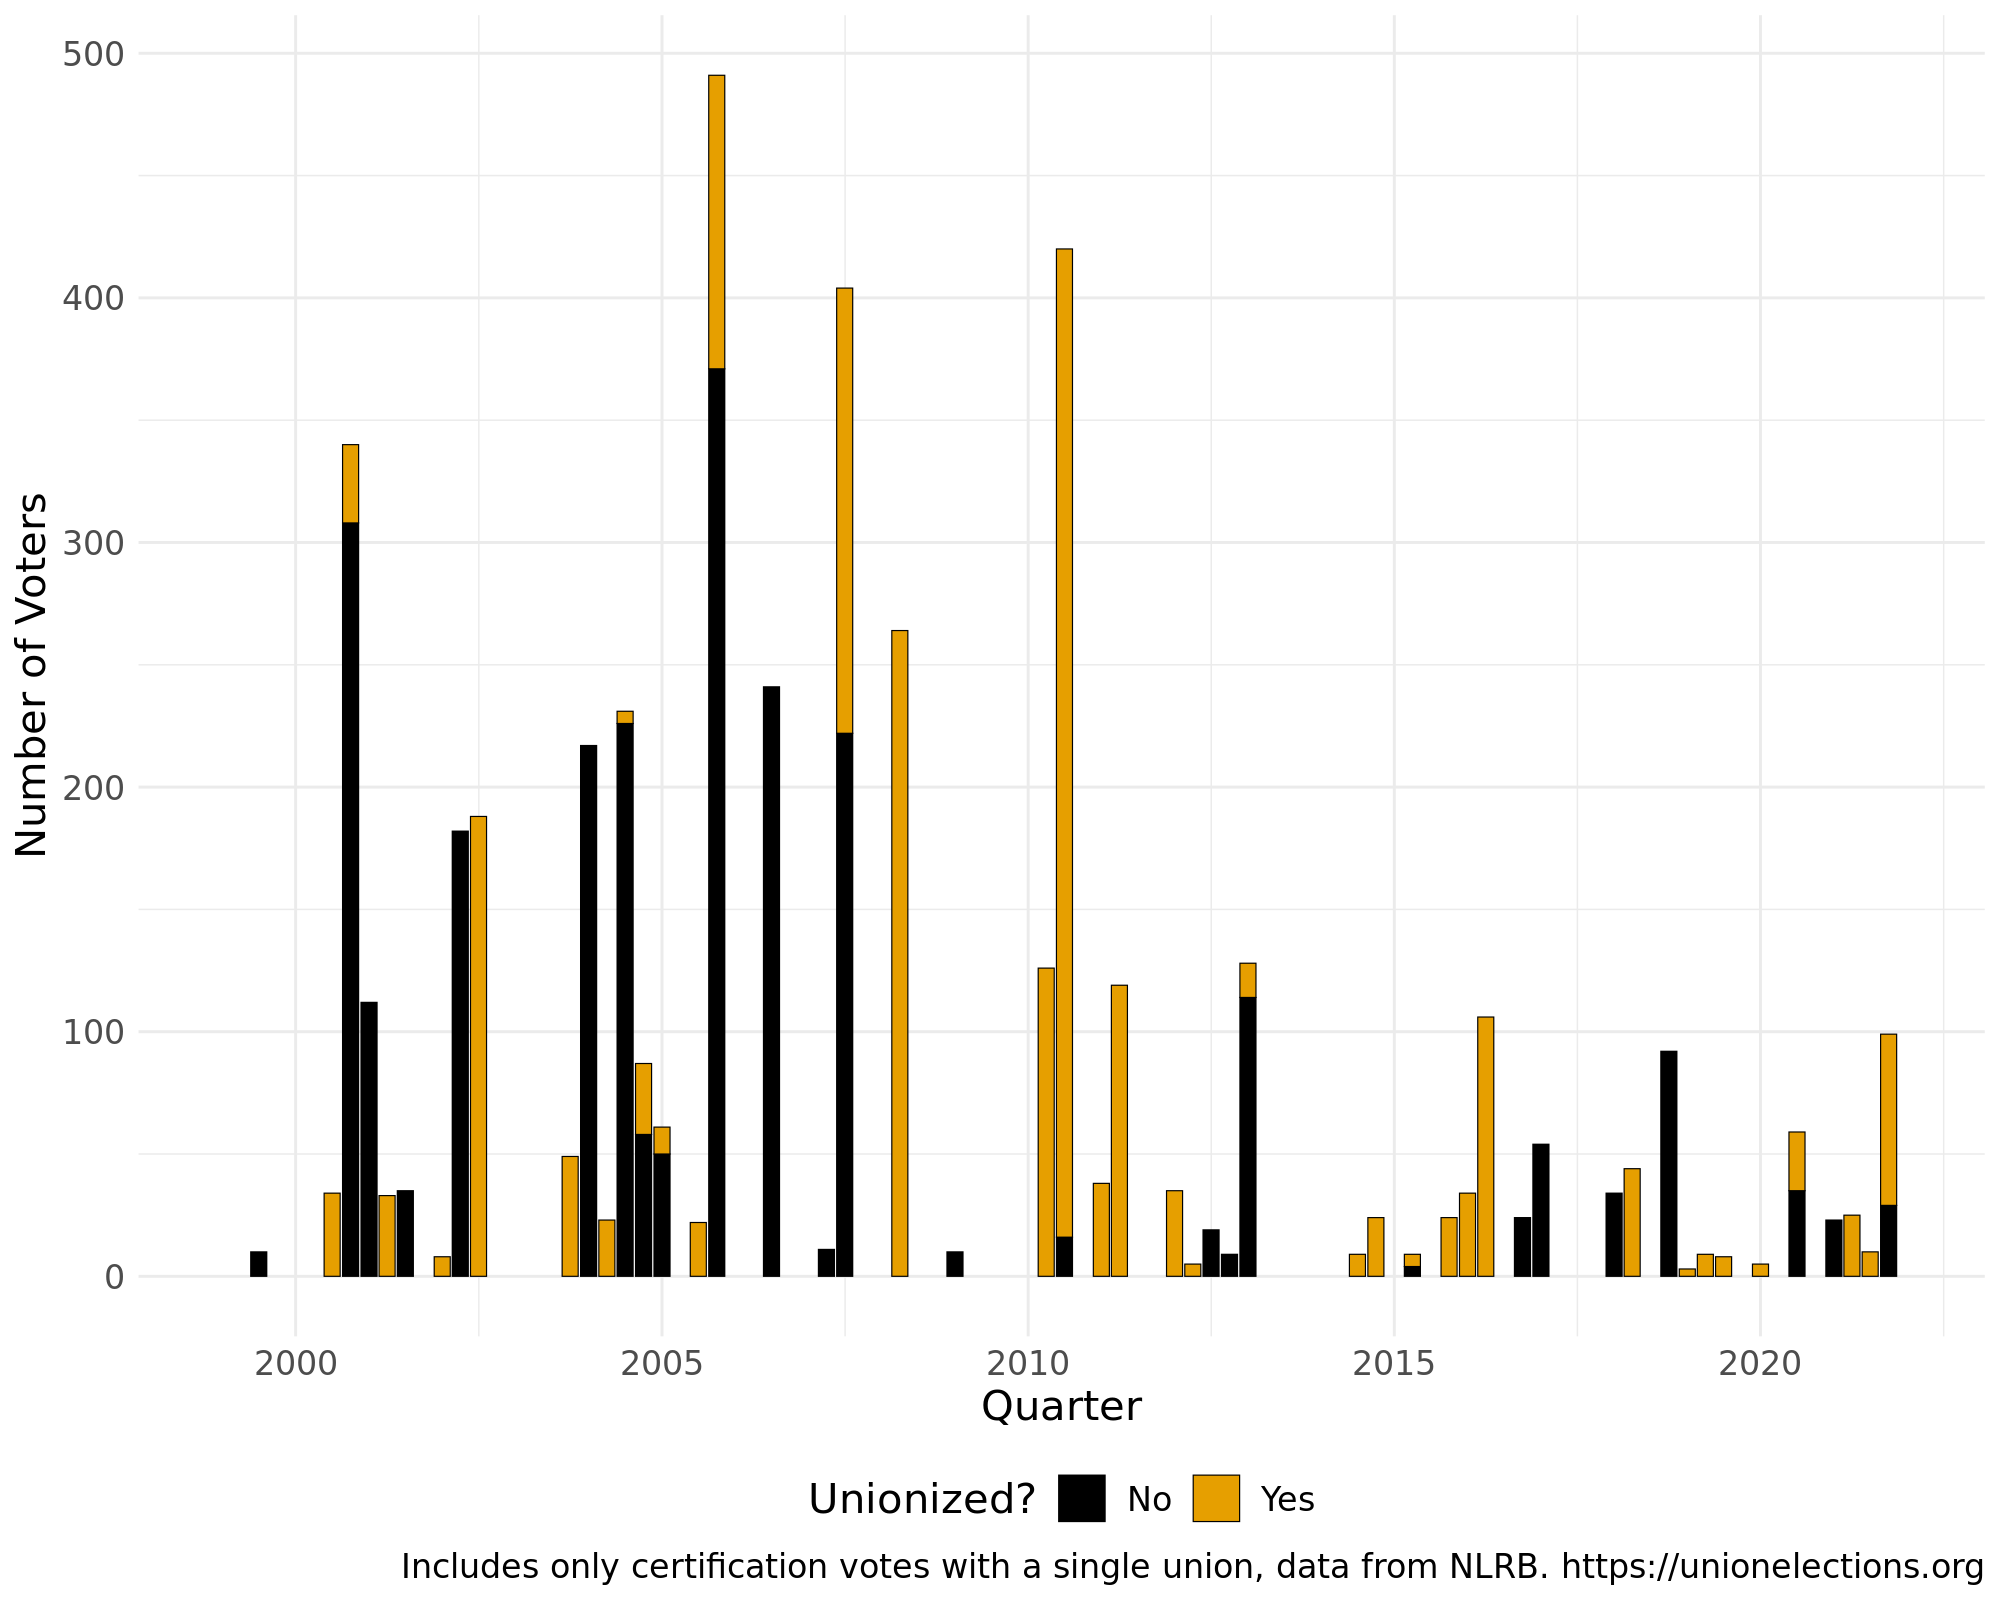 500
400
300
200
100
0
Number of Voters
2000 2005 2010 2015 2020
Quarter
Unionized? No Yes
Includes only certification votes with a single union, data from NLRB. https://unionelections.org